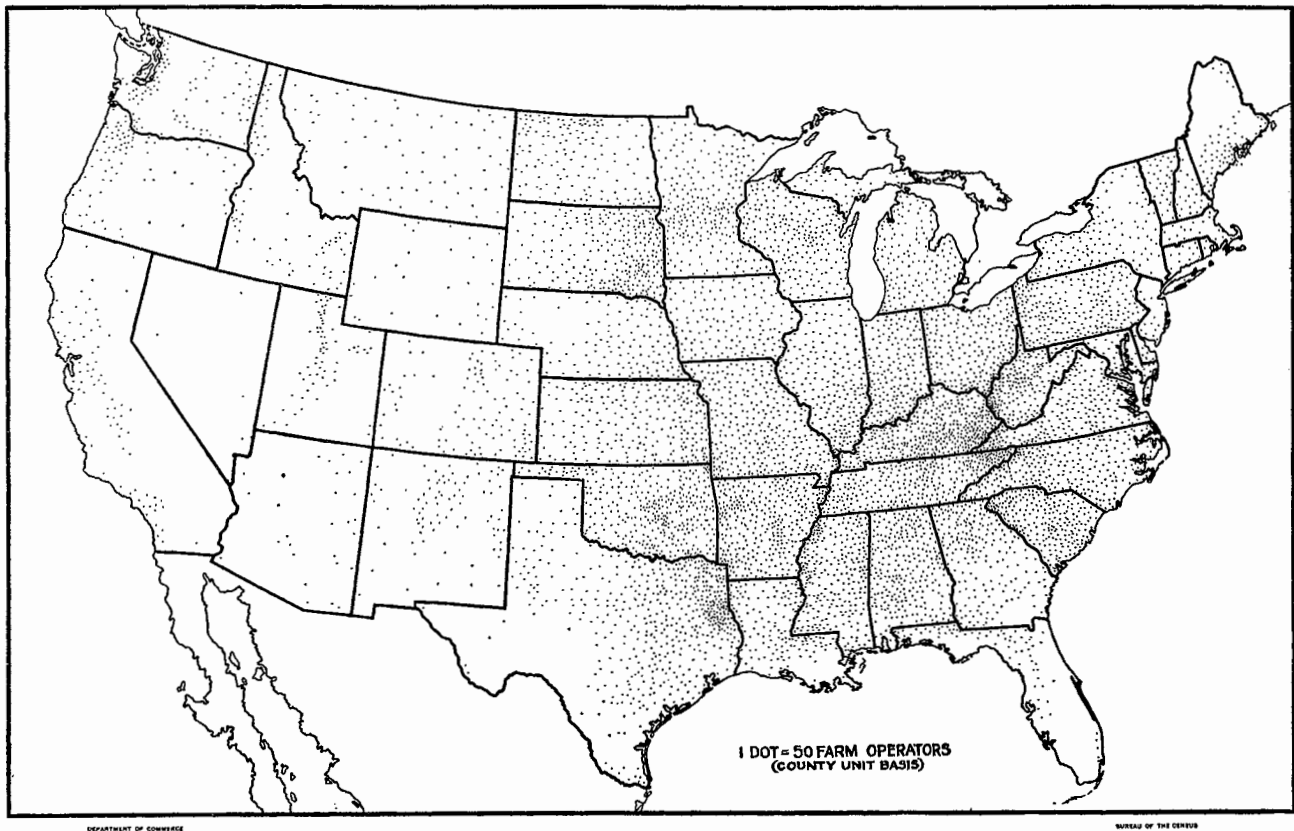 1 DOT = 50 FARM OPERATORS
(COUNTY UNIT BASIS)
DEPARTMENT OF COMMERCE
BUREAU OF THE CENSUS